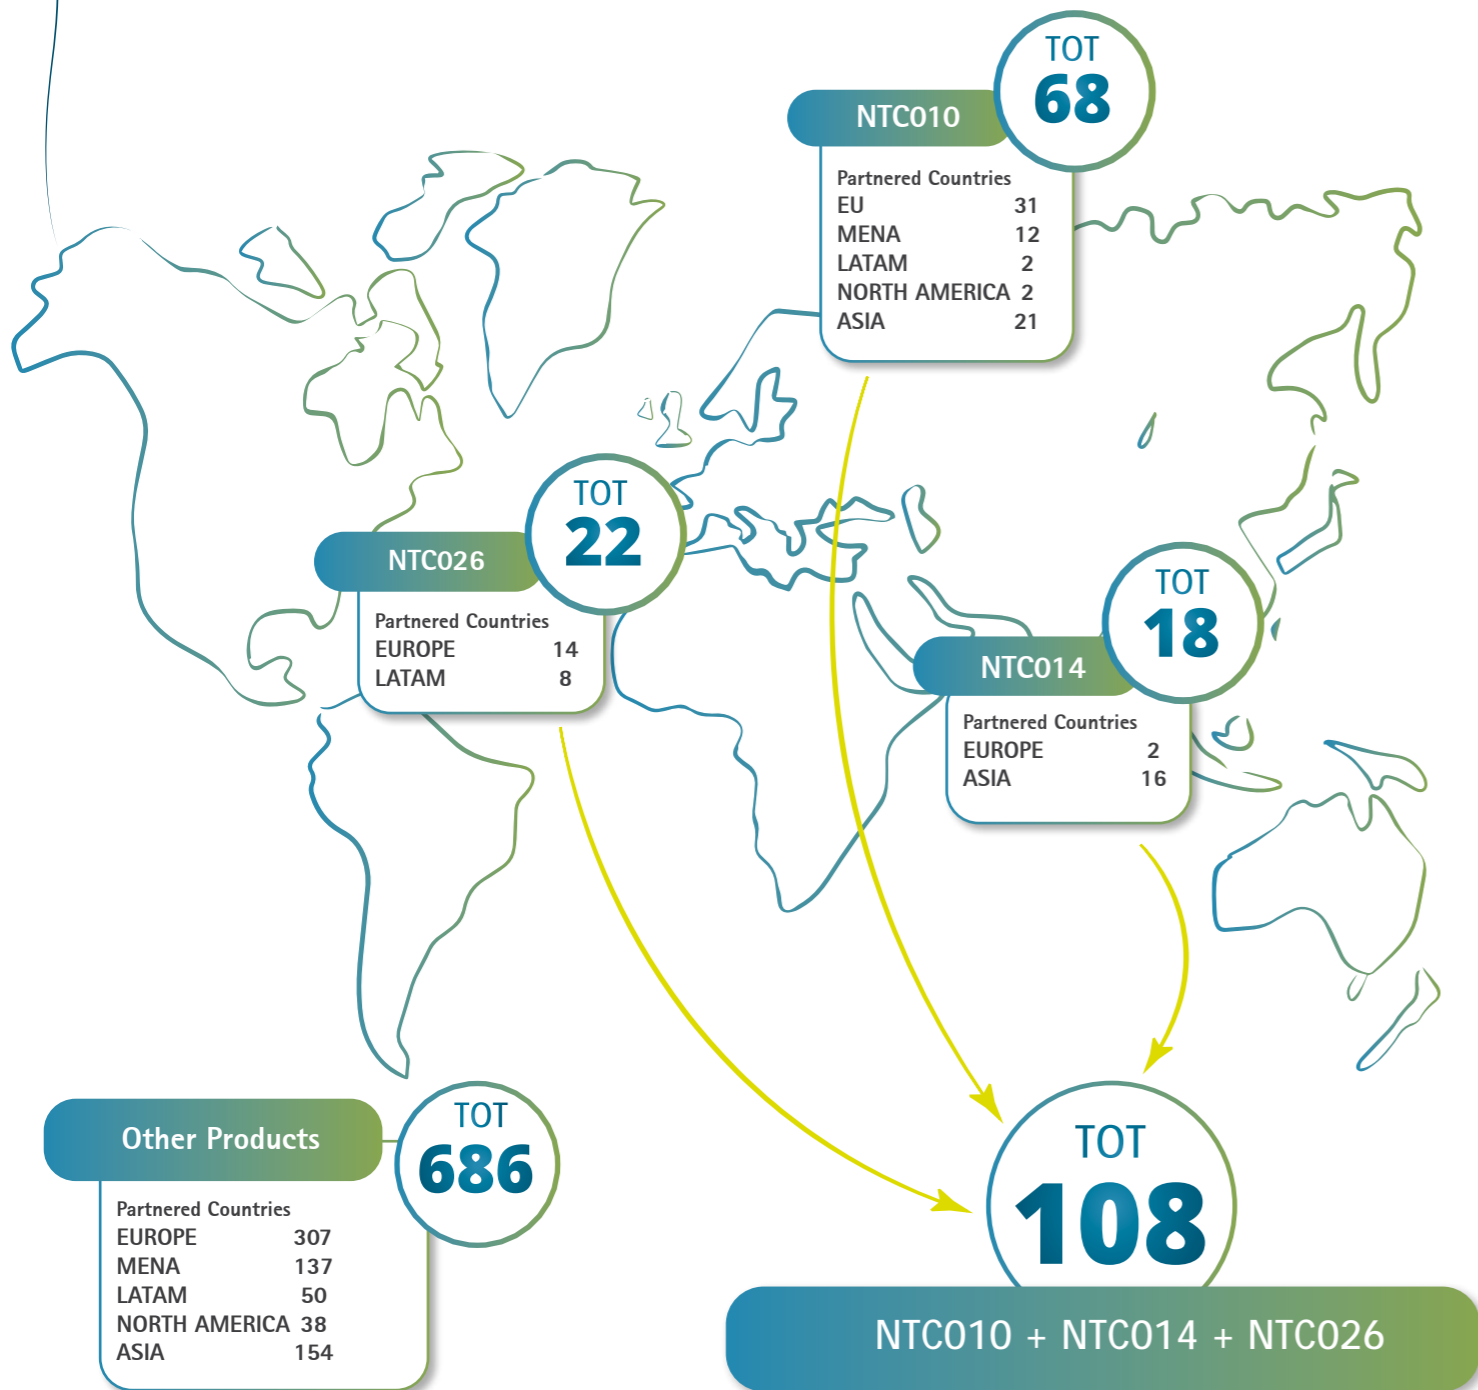 TOT
68
NTC010
Partnered Countries
EU 31
MENA 12
LATAM 2
NORTH AMERICA 2
ASIA 21
TOT
22
NTC026
Partnered Countries
EUROPE 14
LATAM 8
TOT
18
NTC014
Partnered Countries
EUROPE 2
ASIA 16
TOT
686
Other Products
Partnered Countries
EUROPE 307
MENA 137
LATAM 50
NORTH AMERICA 38
ASIA 154
TOT
108
NTC010 + NTC014 + NTC026